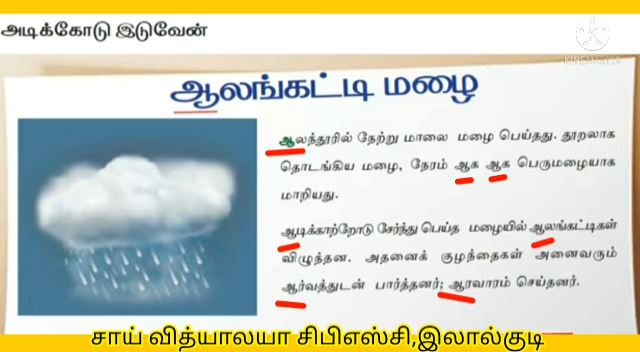 அடிக்கோடு இடுவேன்
K
KINEMASTER
ஆலங்கட்டி மழை
ஆலந்தூரில் நேற்று மாலை மழை பெய்தது. தூறலாக
தொடங்கிய மழை, நேரம் ஆக ஆக பெருமழையாக
மாறியது.
ஆடிக்காற்றோடு சேர்ந்து பெய்த மழையில் ஆலங்கட்டிகள்
விழுந்தன. அதனைக் குழந்தைகள் அனைவரும்
ஆர்வத்துடன் பார்த்தனர்; ஆரவாரம் செய்தனர்.
சாய் வித்யாலயா சிபிஎஸ்சி,இலால்குடி